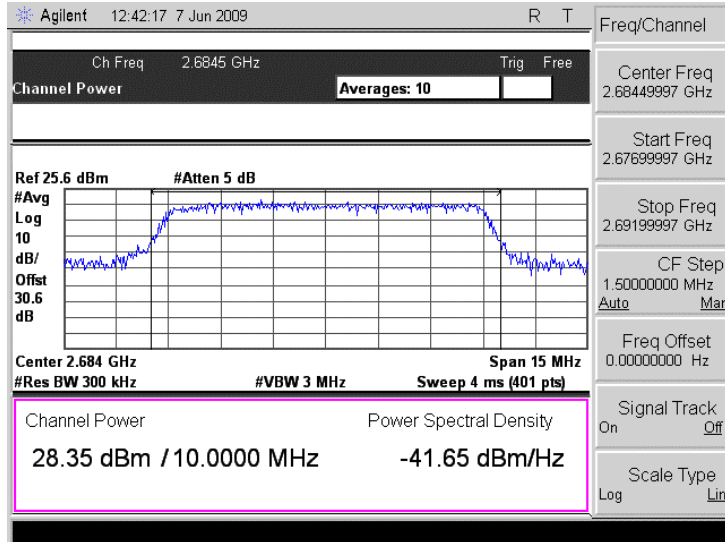 Agilent 12:42:17 7 Jun 2009 R T
Ch Freq 2.6845 GHz Trig Free
Channel Power Averages: 10
Ref 25.6 dBm #Atten 5 dB
#Avg
Log
10
dB/
Offst
30.6
dB
Center 2.684 GHz Span 15 MHz
#Res BW 300 kHz #VBW 3 MHz Sweep 4 ms (401 pts)
Channel Power Power Spectral Density
28.35 dBm / 10.0000 MHz -41.65 dBm/Hz
Freq/Channel
Center Freq
2.68449997 GHz
Start Freq
2.67699997 GHz
Stop Freq
2.69199997 GHz
CF Step
1.50000000 MHz
Auto Man
Freq Offset
0.00000000 Hz
Signal Track
On Off
Scale Type
Log Lin